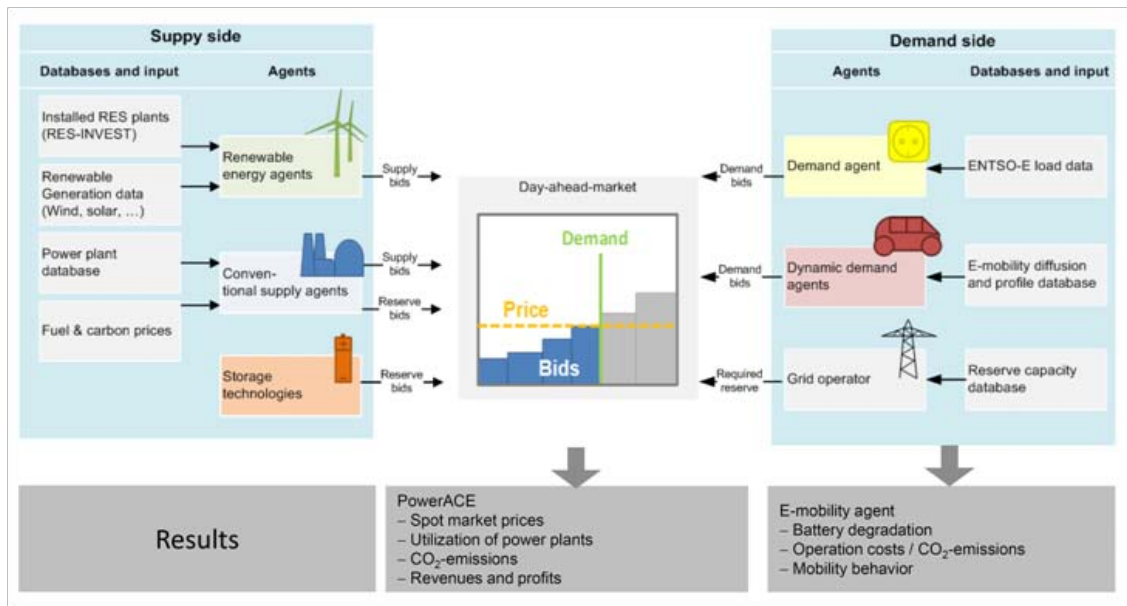 Suppy side
Databases and input
Agents
Installed RES plants
(RES-INVEST)
Renewable
Generation data
(Wind, solar, ...)
Power plant
database
Fuel & carbon prices
Renewable
energy agents
Conven-
tional supply agents
Storage
technologies
Supply
bids
Supply
bids
Reserve
bids
Reserve
bids
Day-ahead-market
Demand
Price
Bids
Demand
bids
Demand
bids
Required
reserve
Demand side
Agents
Databases and input
Demand agent
ENTSO-E load data
Dynamic demand
agents
E-mobility diffusion
and profile database
Grid operator
Reserve capacity
database
Results
PowerACE
– Spot market prices
– Utilization of power plants
– CO₂-emissions
– Revenues and profits
E-mobility agent
– Battery degradation
– Operation costs / CO₂-emissions
– Mobility behavior